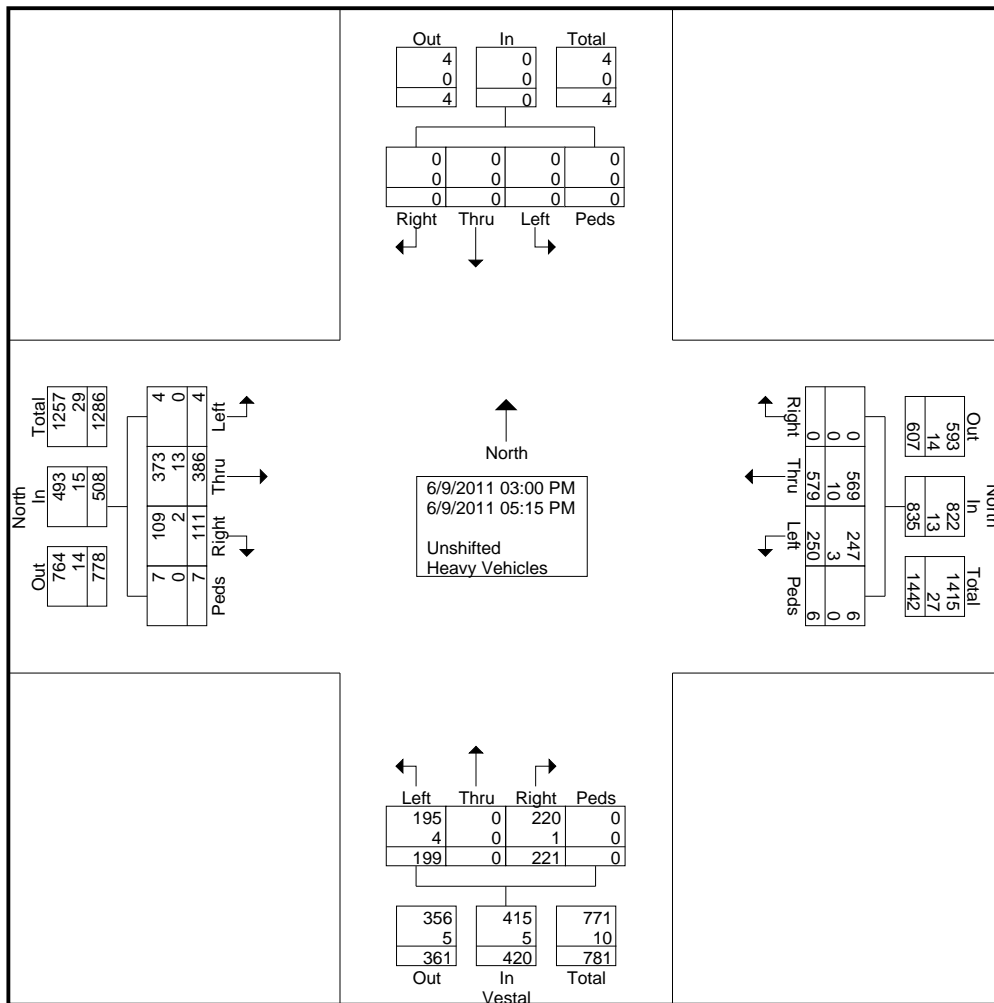 Out In Total
4 0 4
0 0 0
4 0 4
0 0 0 0
0 0 0 0
0 0 0 0
Right Thru Left Peds
North
Total In Out
1257 493 764
29 15 14
1286 508 778
4 373 109 7
0 13 2 0
4 386 111 7
Left Thru Right Peds
North
6/9/2011 03:00 PM
6/9/2011 05:15 PM
Unshifted
Heavy Vehicles
Right Thru Left Peds
0 569 247 6
0 10 3 0
0 579 250 6
Out In Total
593 822 1415
14 13 27
607 835 1442
North
Left Thru Right Peds
195 0 220 0
4 0 1 0
199 0 221 0
356 415 771
5 5 10
361 420 781
Out In Total
Vestal